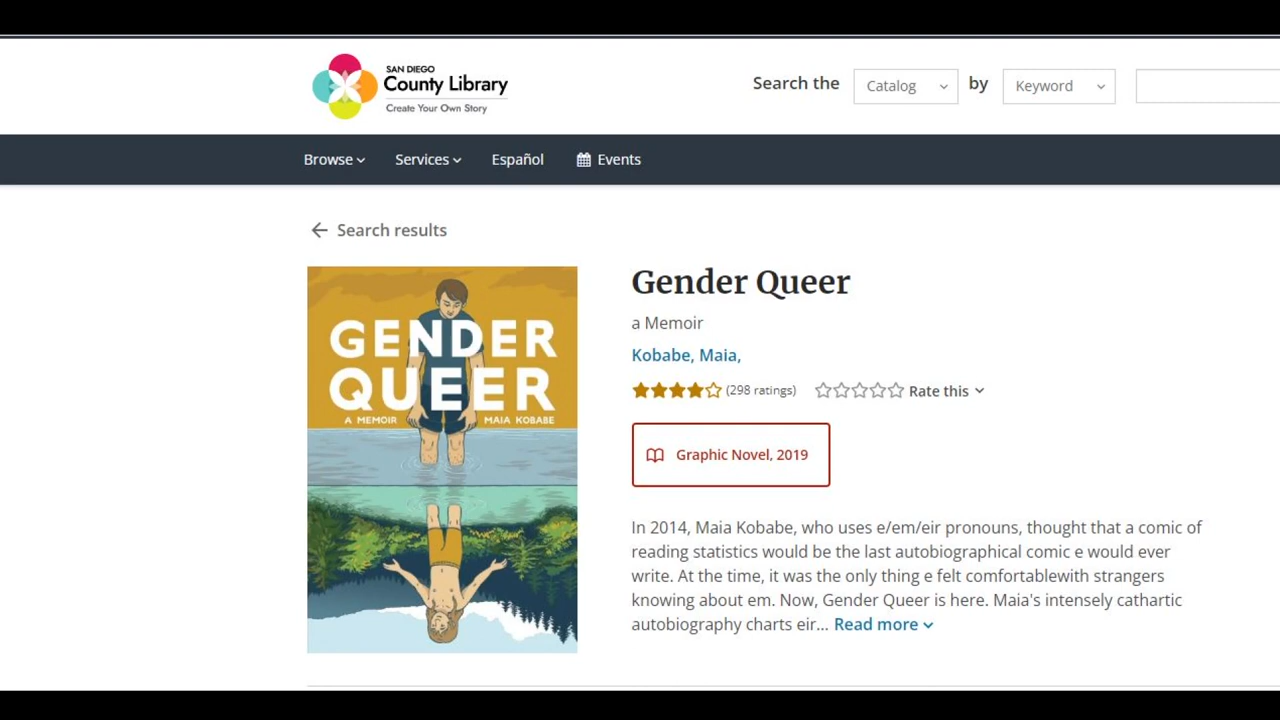 SAN DIEGO
County Library
Create Your Own Story
Search the Catalog by Keyword
Browse Services Español Events
Search results
GENDER
QUEER
A MEMOIR MAIA KOBABE
Gender Queer
a Memoir
Kobabe, Maia,
(298 ratings) Rate this
Graphic Novel, 2019
In 2014, Maia Kobabe, who uses e/em/eir pronouns, thought that a comic of
reading statistics would be the last autobiographical comic e would ever
write. At the time, it was the only thing e felt comfortablewith strangers
knowing about em. Now, Gender Queer is here. Maia's intensely cathartic
autobiography charts eir... Read more